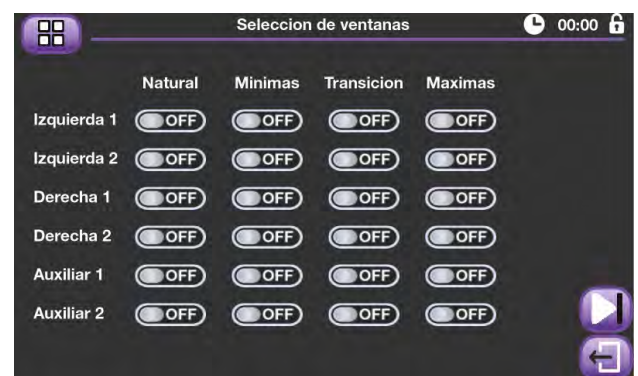 Seleccion de ventanas 00:00
Natural Minimas Transicion Maximas
Izquierda 1 OFF OFF OFF OFF
Izquierda 2 OFF OFF OFF OFF
Derecha 1 OFF OFF OFF OFF
Derecha 2 OFF OFF OFF OFF
Auxiliar 1 OFF OFF OFF OFF
Auxiliar 2 OFF OFF OFF OFF